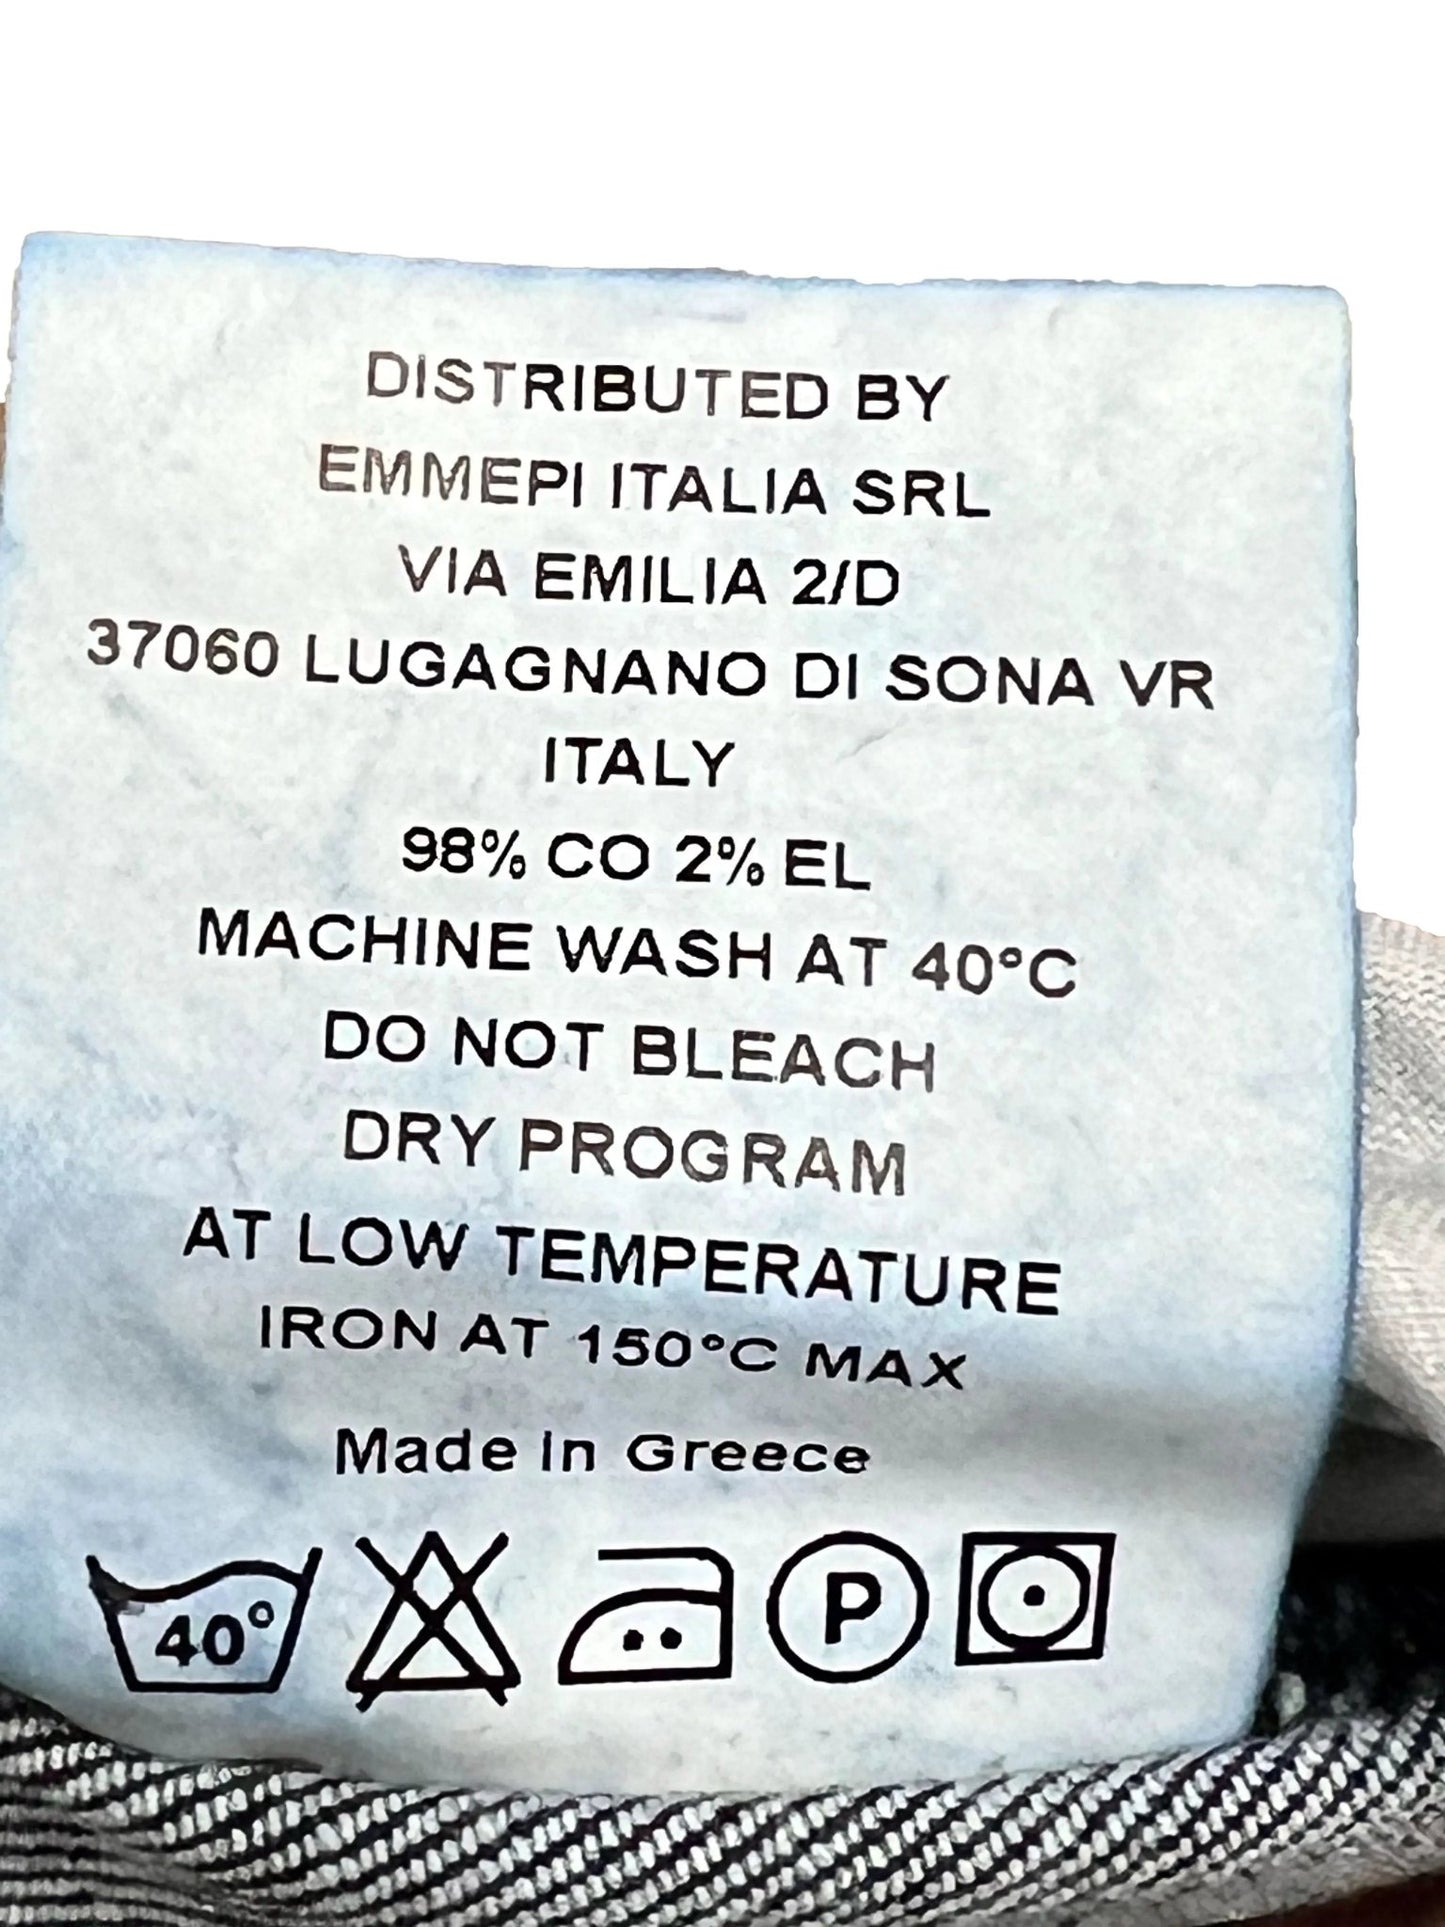 DISTRIBUTED BY
EMMEPI ITALIA SRL
VIA EMILIA 2/D
37060 LUGAGNANO DI SONA VR
ITALY
98% CO 2% EL
MACHINE WASH AT 40°C
DO NOT BLEACH
DRY PROGRAM
AT LOW TEMPERATURE
IRON AT 150°C MAX
Made in Greece
40° P